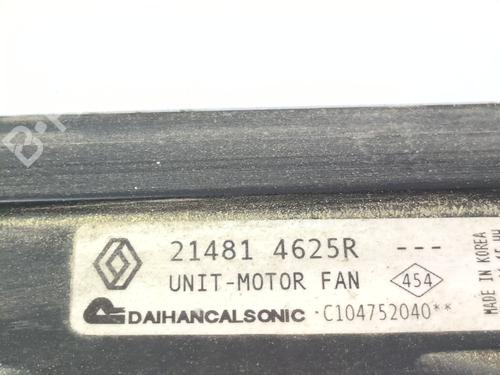 21481 4625R ---
UNIT-MOTOR FAN
454
DAIHANCALSONIC ·C104752040**
MADE IN KOREA